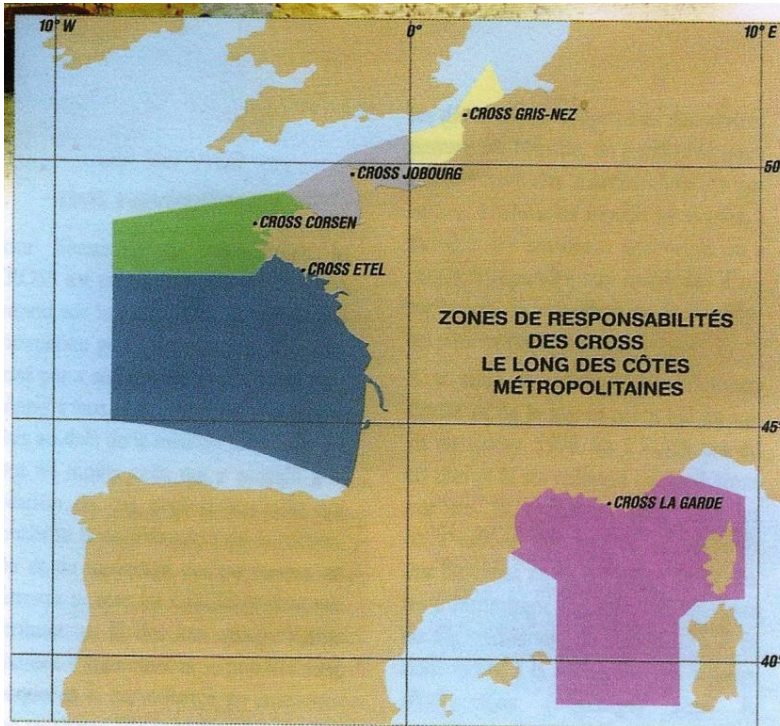 10° W
0°
10° E
• CROSS GRIS-NEZ
50°
• CROSS JOBOURG
• CROSS CORSEN
• CROSS ETEL
ZONES DE RESPONSABILITÉS
DES CROSS
LE LONG DES CÔTES
MÉTROPOLITAINES
45°
• CROSS LA GARDE
40°